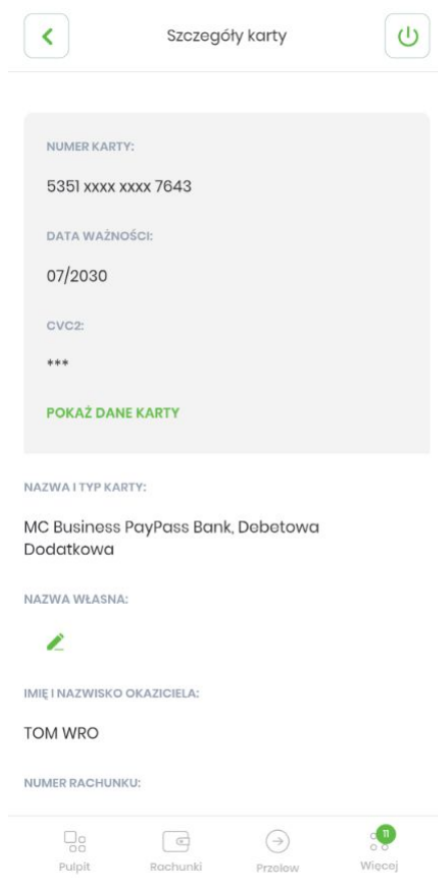 Szczegóły karty
NUMER KARTY:
5351 xxxx xxxx 7643
DATA WAŻNOŚCI:
07/2030
CVC2:
***
POKAŻ DANE KARTY
NAZWA I TYP KARTY:
MC Business PayPass Bank, Debetowa
Dodatkowa
NAZWA WŁASNA:
IMIĘ I NAZWISKO OKAZICIELA:
TOM WRO
NUMER RACHUNKU:
11
Pulpit Rachunki Przelew Więcej